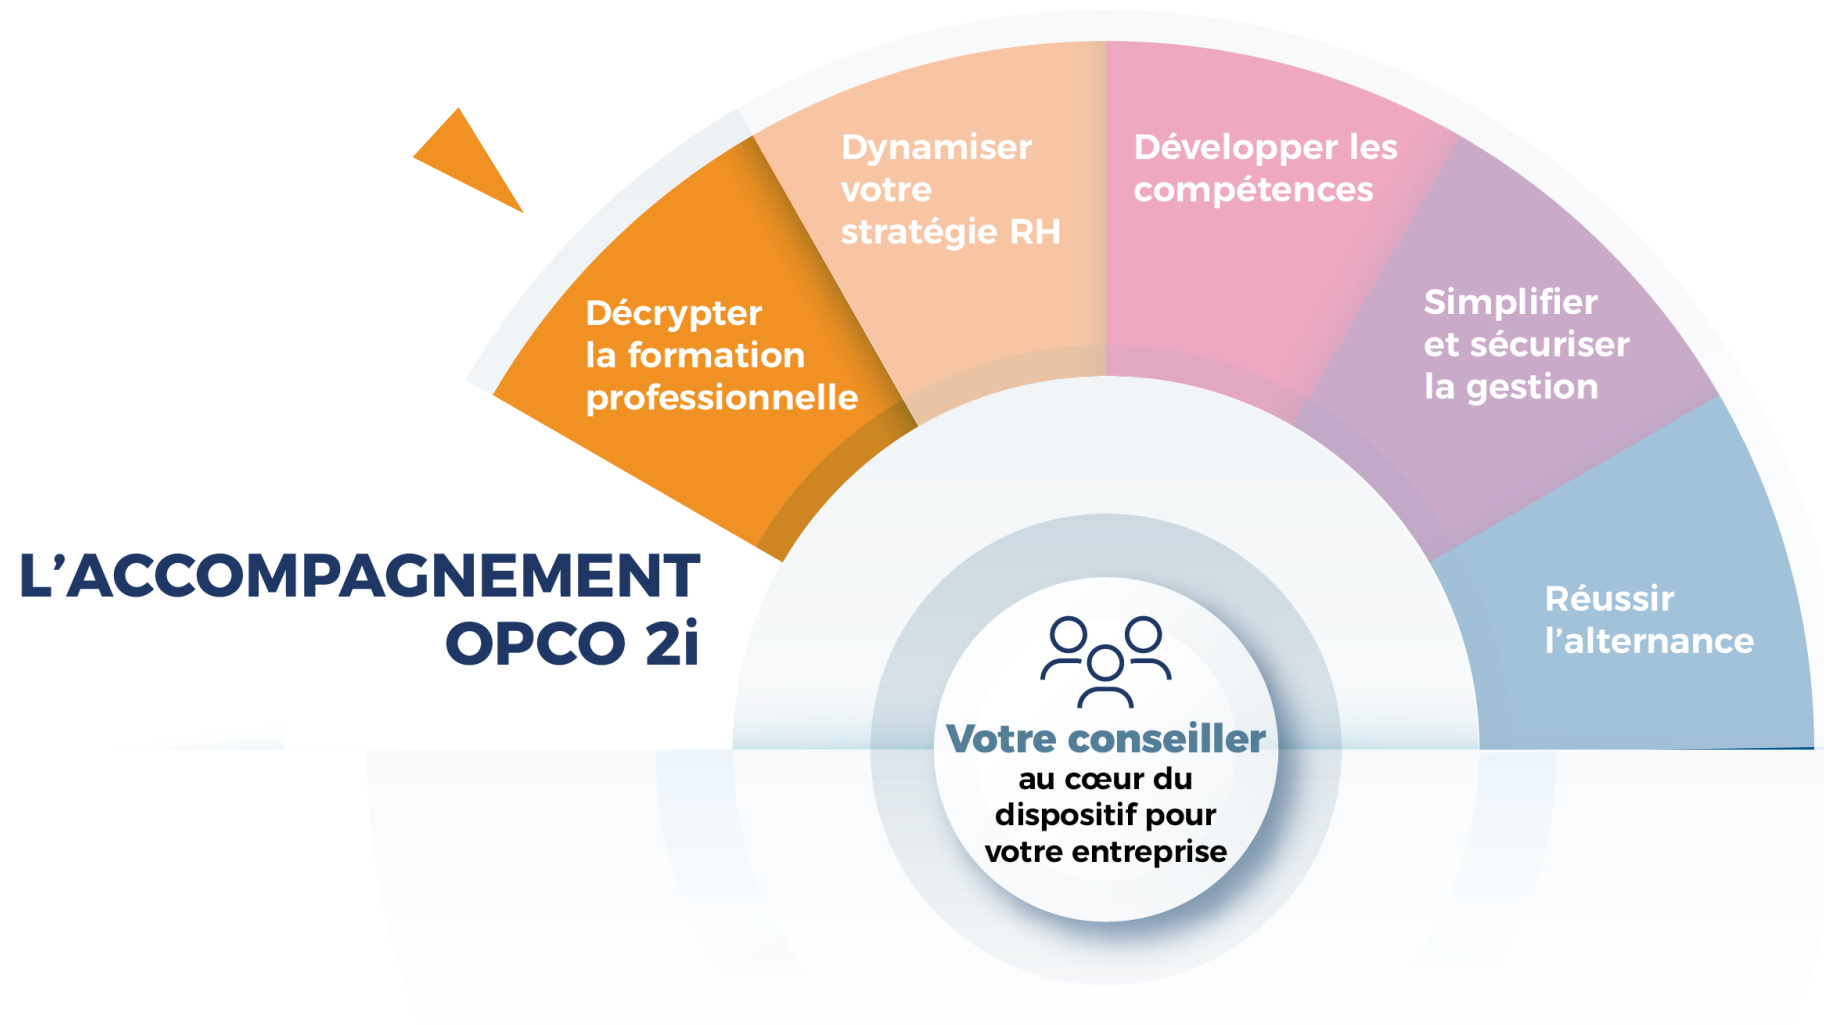 Dynamiser
votre
stratégie RH
Développer les
compétences
Décrypter
la formation
professionnelle
Simplifier
et sécuriser
la gestion
Réussir
l'alternance
L'ACCOMPAGNEMENT
OPCO 2i
Votre conseiller
au cœur du
dispositif pour
votre entreprise